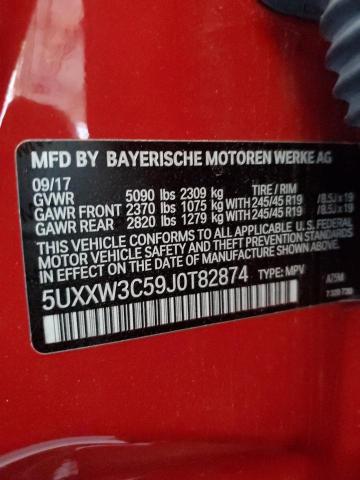 MFD BY BAYERISCHE MOTOREN WERKE AG
09/17
GVWR 5090 lbs 2309 kg TIRE / RIM
GAWR FRONT 2370 lbs 1075 kg WITH 245/45 R19 / 8.5J x 19
GAWR REAR 2820 lbs 1279 kg WITH 245/45 R19 / 8.5J x 19
THIS VEHICLE CONFORMS TO ALL APPLICABLE U.S. FEDERAL
MOTOR VEHICLE SAFETY, BUMPER, AND THEFT PREVENTION
STANDARDS IN EFFECT ON THE DATE OF MANUFACTURE SHOWN ABOVE.
5UXXW3C59J0T82874 TYPE: MPV